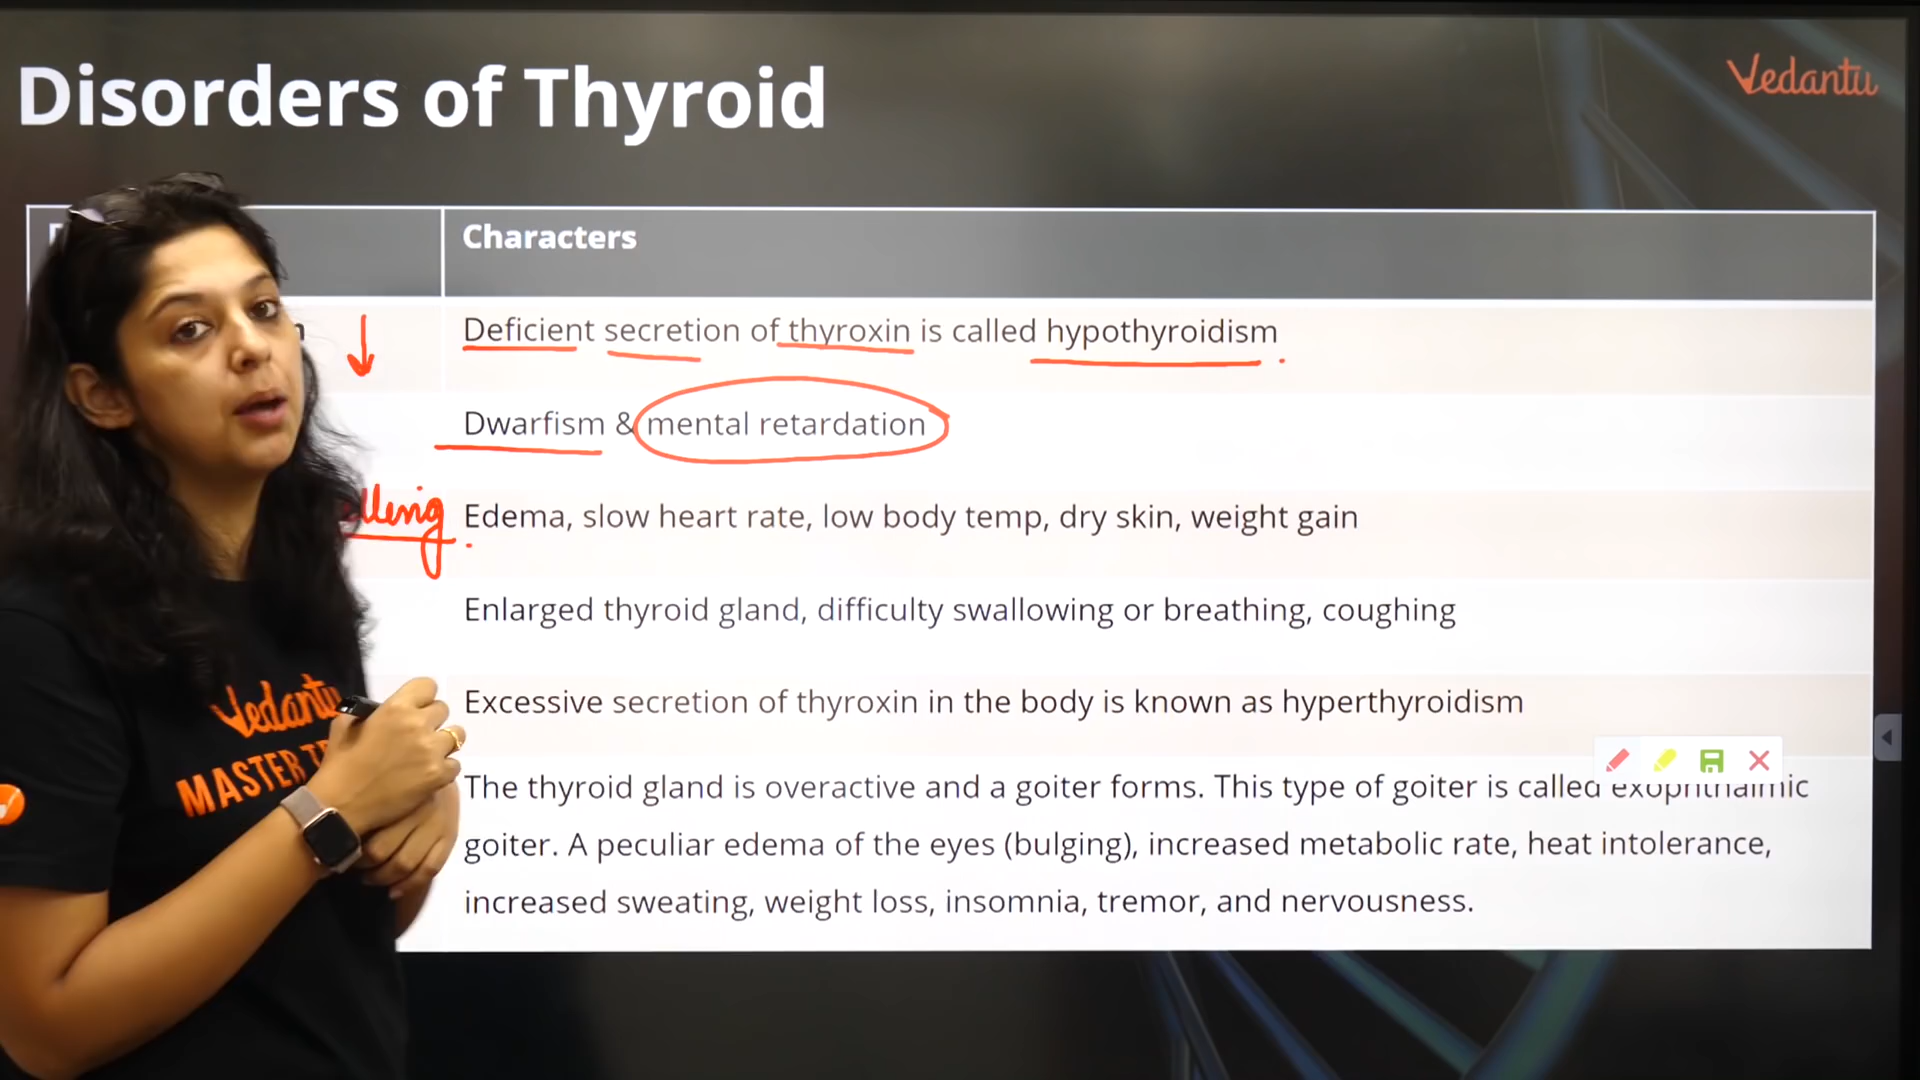 Disorders of Thyroid
Vedantu
Characters
Deficient secretion of thyroxin is called hypothyroidism
Dwarfism & mental retardation
Edema, slow heart rate, low body temp, dry skin, weight gain
Enlarged thyroid gland, difficulty swallowing or breathing, coughing
Excessive secretion of thyroxin in the body is known as hyperthyroidism
The thyroid gland is overactive and a goiter forms. This type of goiter is called exophthalmic
goiter. A peculiar edema of the eyes (bulging), increased metabolic rate, heat intolerance,
increased sweating, weight loss, insomnia, tremor, and nervousness.
Vedantu
MASTER